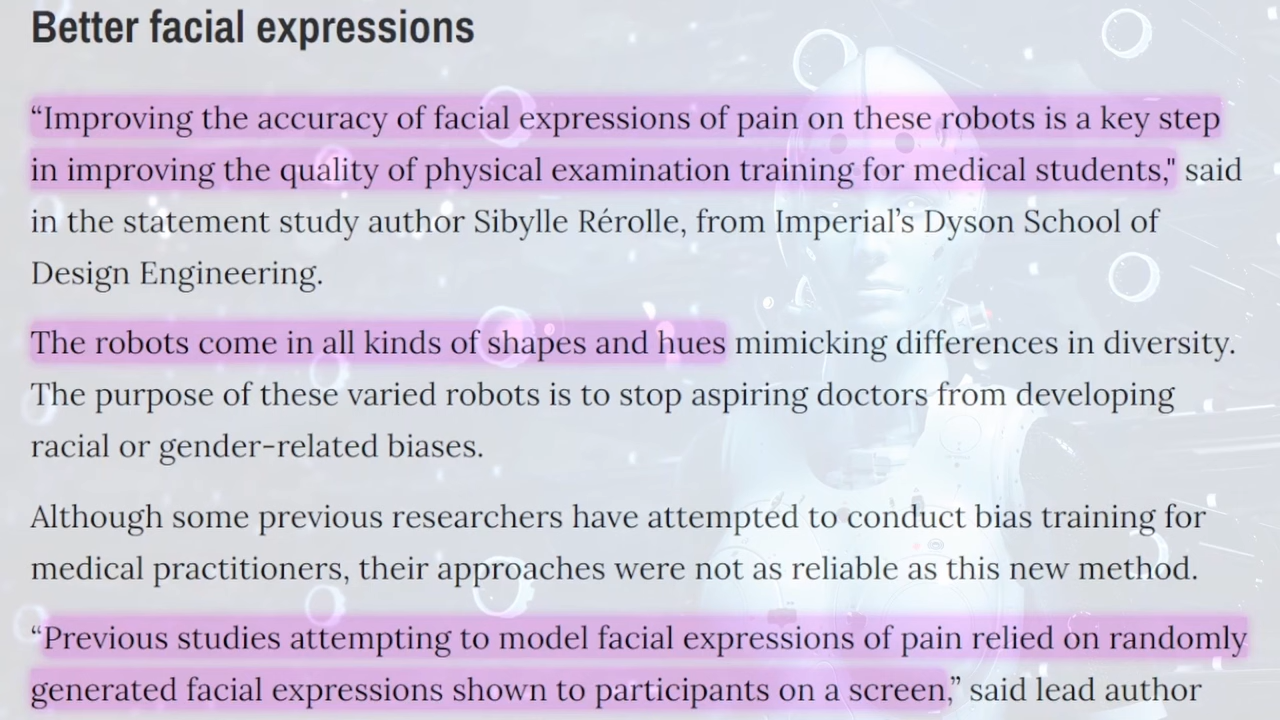 Better facial expressions
“Improving the accuracy of facial expressions of pain on these robots is a key step
in improving the quality of physical examination training for medical students," said
in the statement study author Sibylle Rérolle, from Imperial’s Dyson School of
Design Engineering.
The robots come in all kinds of shapes and hues mimicking differences in diversity.
The purpose of these varied robots is to stop aspiring doctors from developing
racial or gender-related biases.
Although some previous researchers have attempted to conduct bias training for
medical practitioners, their approaches were not as reliable as this new method.
“Previous studies attempting to model facial expressions of pain relied on randomly
generated facial expressions shown to participants on a screen,” said lead author